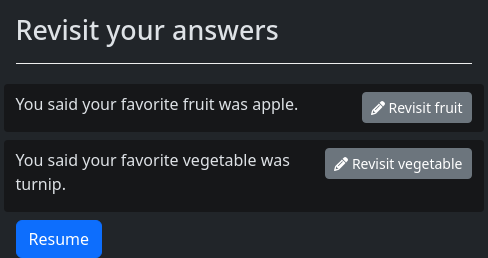 Revisit your answers
You said your favorite fruit was apple.
Revisit fruit
You said your favorite vegetable was
turnip.
Revisit vegetable
Resume